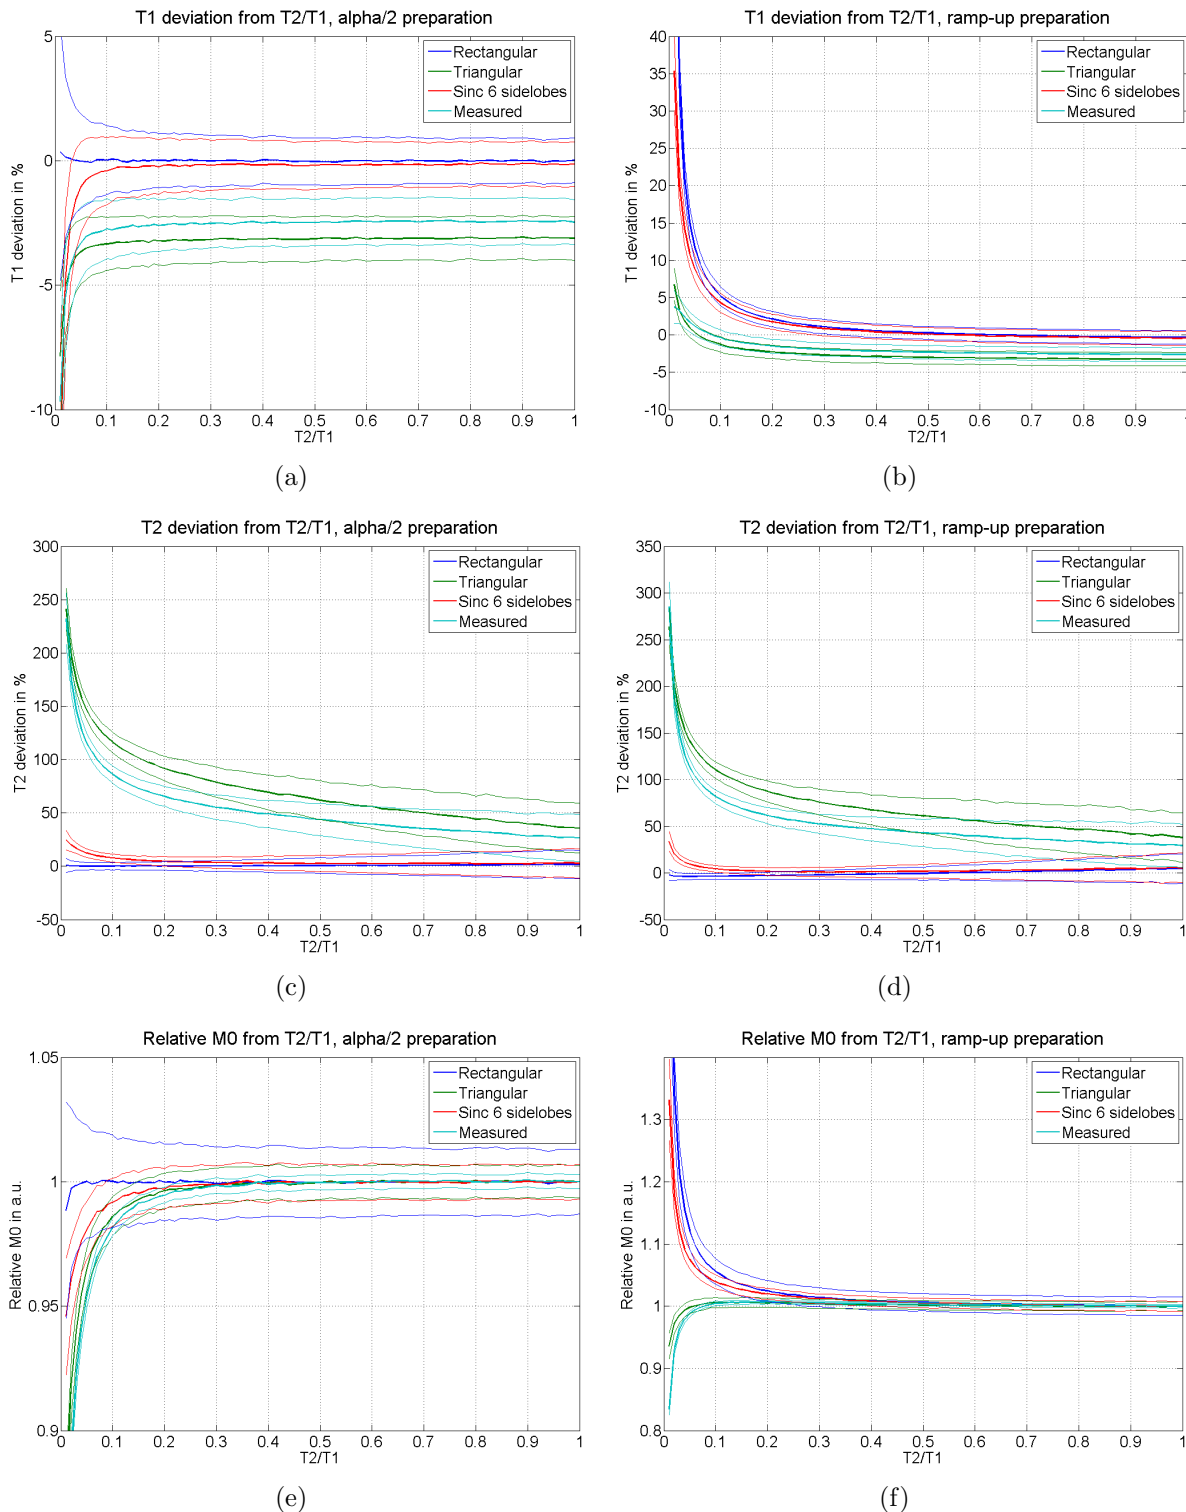 T1 deviation from T2/T1, alpha/2 preparation
5
0
-5
-10
T1 deviation in %
Rectangular
Triangular
Sinc 6 sidelobes
Measured
0 0.1 0.2 0.3 0.4 0.5 0.6 0.7 0.8 0.9 1
T2/T1
(a)
T1 deviation from T2/T1, ramp-up preparation
40
35
30
25
20
15
10
5
0
-5
-10
T1 deviation in %
Rectangular
Triangular
Sinc 6 sidelobes
Measured
0 0.1 0.2 0.3 0.4 0.5 0.6 0.7 0.8 0.9 1
T2/T1
(b)
T2 deviation from T2/T1, alpha/2 preparation
300
250
200
150
100
50
0
-50
T2 deviation in %
Rectangular
Triangular
Sinc 6 sidelobes
Measured
0 0.1 0.2 0.3 0.4 0.5 0.6 0.7 0.8 0.9 1
T2/T1
(c)
T2 deviation from T2/T1, ramp-up preparation
350
300
250
200
150
100
50
0
-50
T2 deviation in %
Rectangular
Triangular
Sinc 6 sidelobes
Measured
0 0.1 0.2 0.3 0.4 0.5 0.6 0.7 0.8 0.9 1
T2/T1
(d)
Relative M0 from T2/T1, alpha/2 preparation
1.05
1
0.95
0.9
Relative M0 in a.u.
Rectangular
Triangular
Sinc 6 sidelobes
Measured
0 0.1 0.2 0.3 0.4 0.5 0.6 0.7 0.8 0.9 1
T2/T1
(e)
Relative M0 from T2/T1, ramp-up preparation
1.3
1.2
1.1
1
0.9
0.8
Relative M0 in a.u.
Rectangular
Triangular
Sinc 6 sidelobes
Measured
0 0.1 0.2 0.3 0.4 0.5 0.6 0.7 0.8 0.9 1
T2/T1
(f)